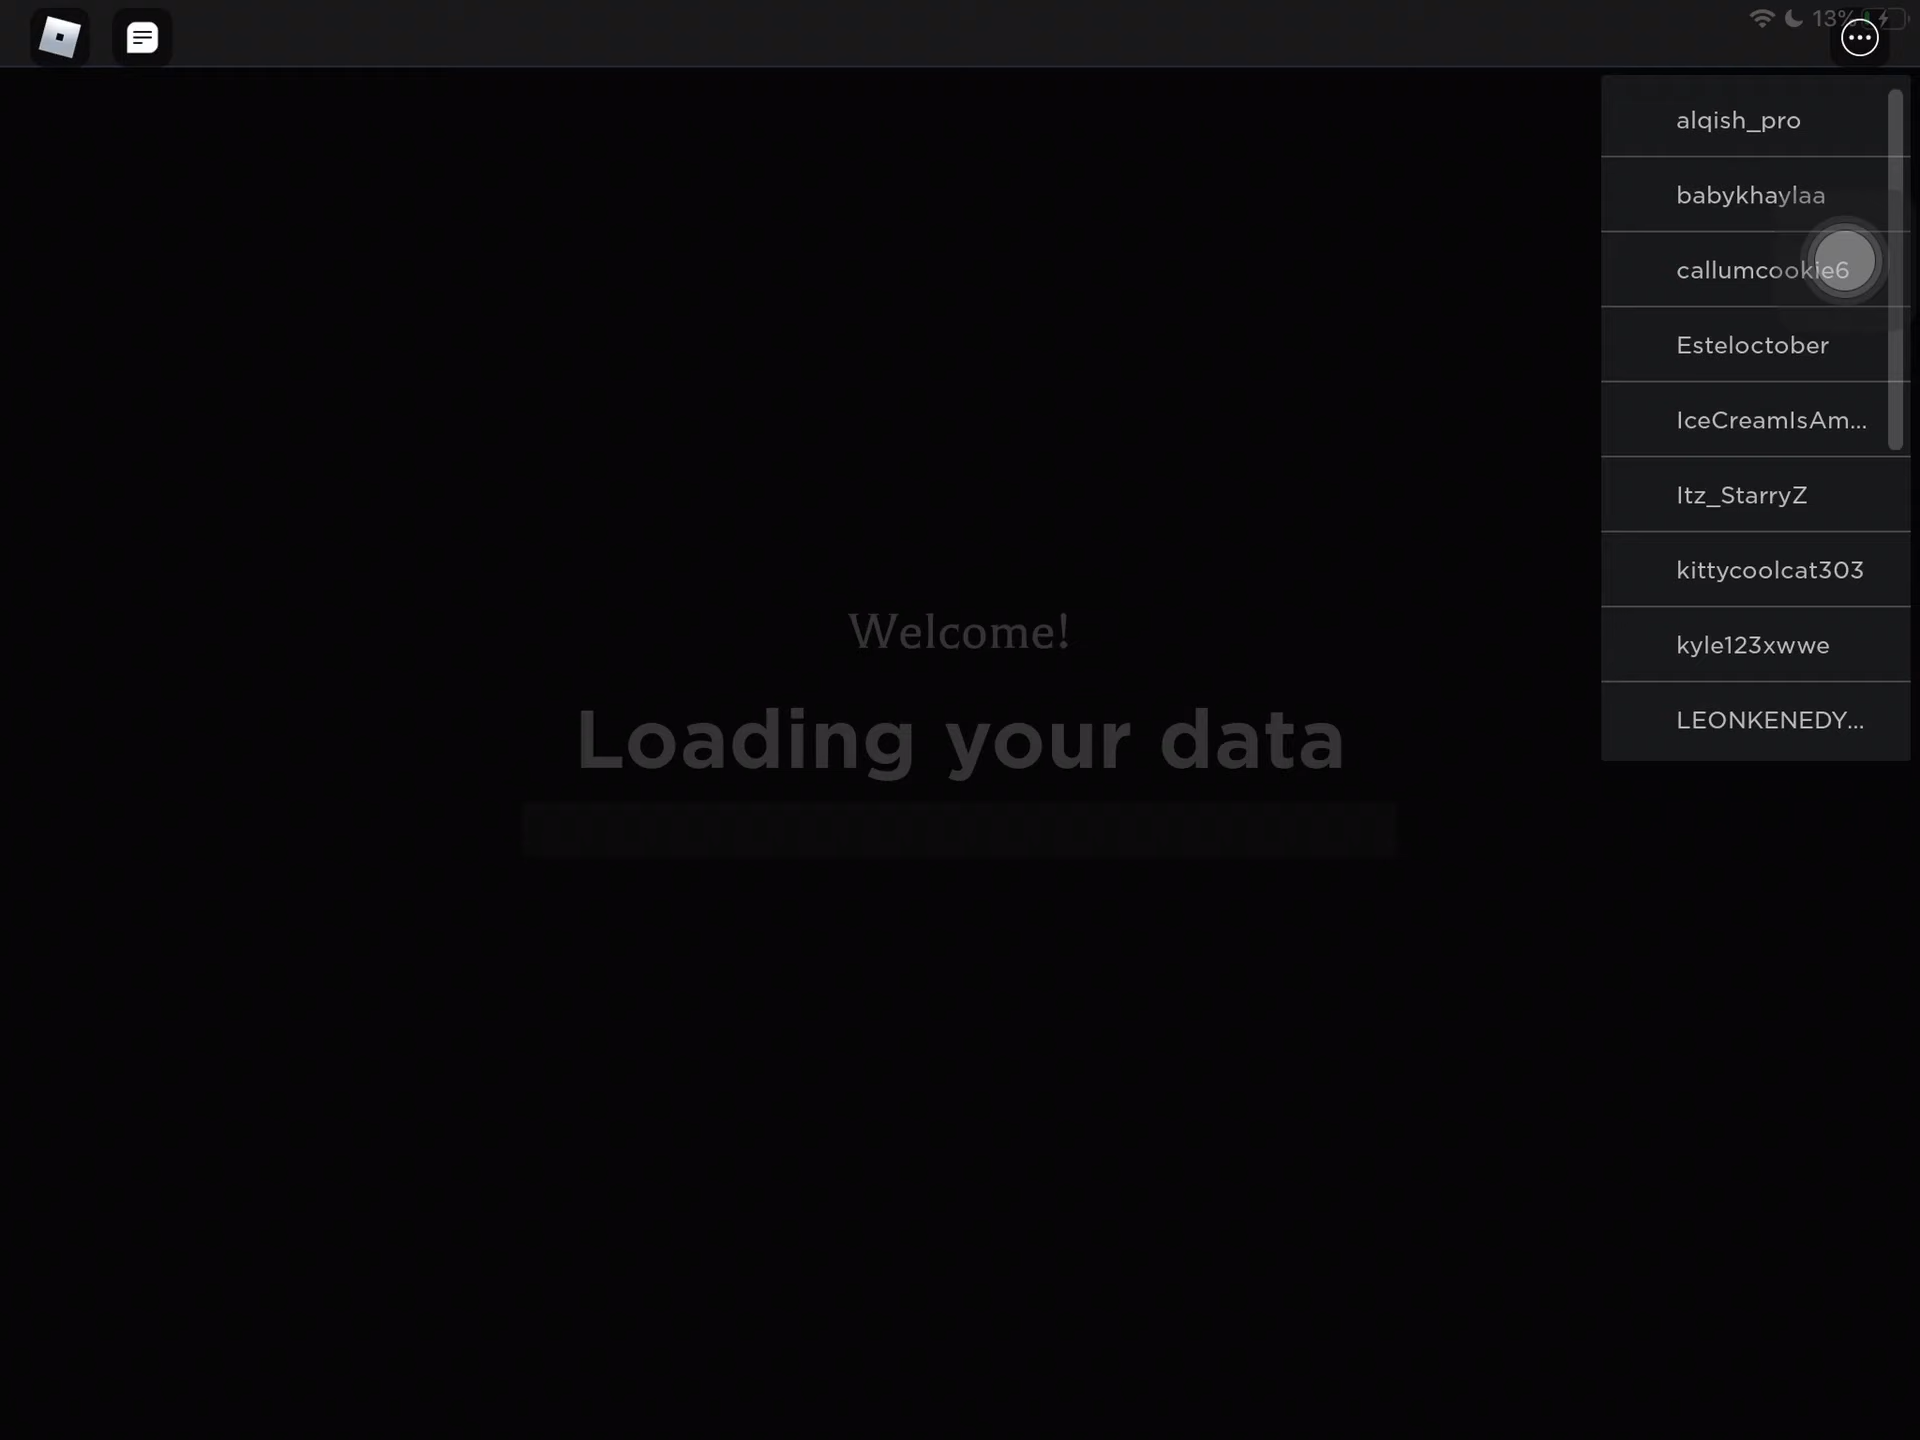 13%
alqish_pro
babykhaylaa
callumcookie6
Esteloctober
IceCreamIsAm...
Itz_StarryZ
kittycoolcat303
kyle123xwwe
LEONKENEDY...
Welcome!
Loading your data